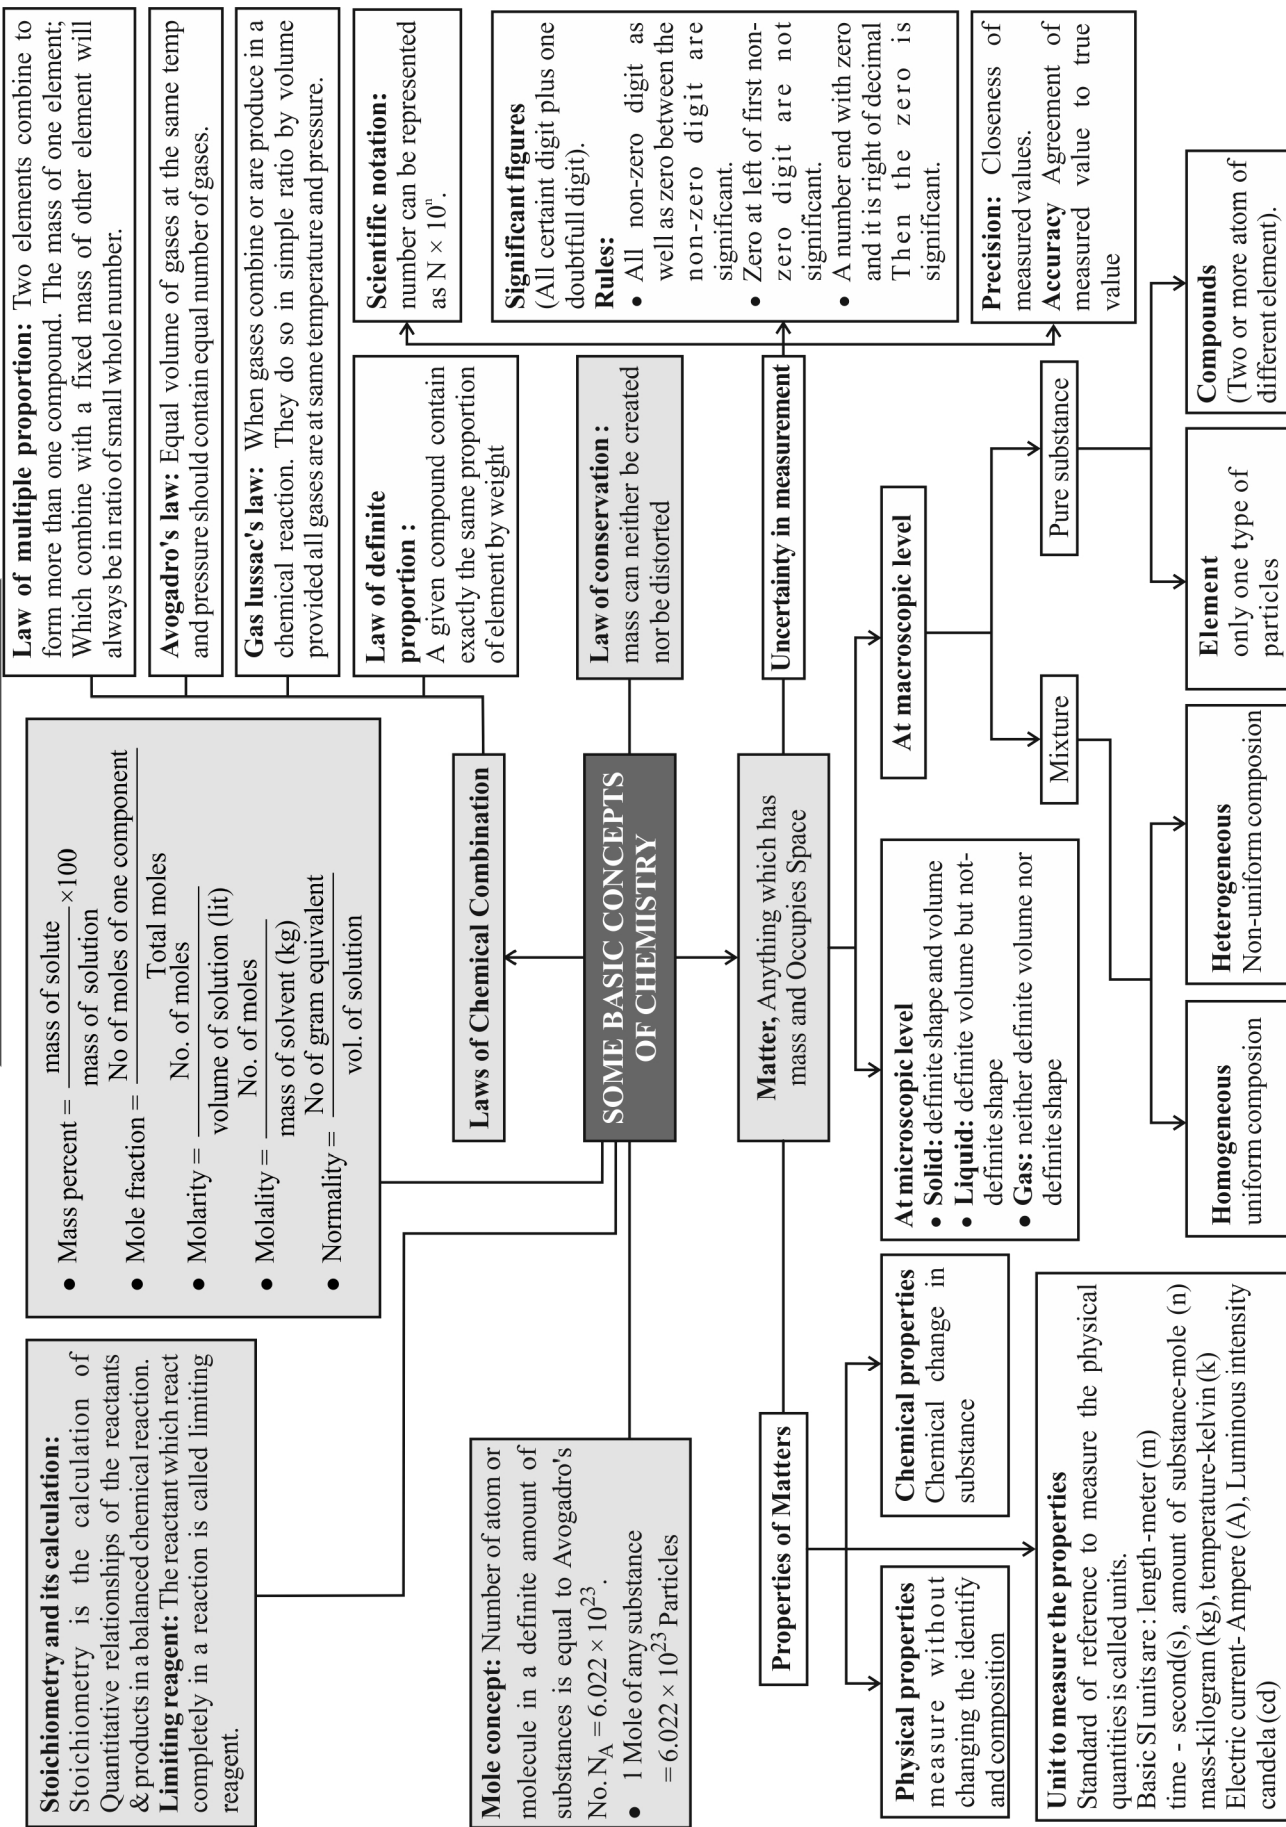 Stoichiometry and its calculation:
Stoichiometry is the calculation of
Quantitative relationships of the reactants
& products in a balanced chemical reaction.
Limiting reagent: The reactant which react
completely in a reaction is called limiting
reagent.
• Mass percent = mass of solute / mass of solution ×100
• Mole fraction = No of moles of one component / Total moles
• Molarity = No. of moles / volume of solution (lit)
• Molality = No. of moles / mass of solvent (kg)
• Normality = No of gram equivalent / vol. of solution
Law of multiple proportion: Two elements combine to
form more than one compound. The mass of one element;
Which combine with a fixed mass of other element will
always be in ratio of small whole number.
Avogadro's law: Equal volume of gases at the same temp
and pressure should contain equal number of gases.
Gas lussac's law: When gases combine or are produce in a
chemical reaction. They do so in simple ratio by volume
provided all gases are at same temperature and pressure.
Law of definite
proportion :
A given compound contain
exactly the same proportion
of element by weight
Scientific notation:
number can be represented
as N × 10ⁿ.
Laws of Chemical Combination
Mole concept: Number of atom or
molecule in a definite amount of
substances is equal to Avogadro's
No. N_A = 6.022 × 10²³ .
• 1 Mole of any substance
= 6.022 × 10²³ Particles
SOME BASIC CONCEPTS
OF CHEMISTRY
Law of conservation :
mass can neither be created
nor be distorted
Significant figures
(All certaint digit plus one
doubtfull digit).
Rules:
• All non-zero digit as
well as zero between the
non-zero digit are
significant.
• Zero at left of first non-
zero digit are not
significant.
• A number end with zero
and it is right of decimal
Then the zero is
significant.
Properties of Matters
Matter, Anything which has
mass and Occupies Space
Uncertainty in measurement
Precision: Closeness of
measured values.
Accuracy Agreement of
measured value to true
value
Physical properties
measure without
changing the identify
and composition
Chemical properties
Chemical change in
substance
At microscopic level
• Solid: definite shape and volume
• Liquid: definite volume but not-
definite shape
• Gas: neither definite volume nor
definite shape
At macroscopic level
Mixture
Pure substance
Unit to measure the properties
Standard of reference to measure the physical
quantities is called units.
Basic SI units are : length -meter (m)
time - second(s), amount of substance-mole (n)
mass-kilogram (kg), temperature-kelvin (k)
Electric current- Ampere (A), Luminous intensity
candela (cd)
Homogeneous
uniform composion
Heterogeneous
Non-uniform composion
Element
only one type of
particles
Compounds
(Two or more atom of
different element).